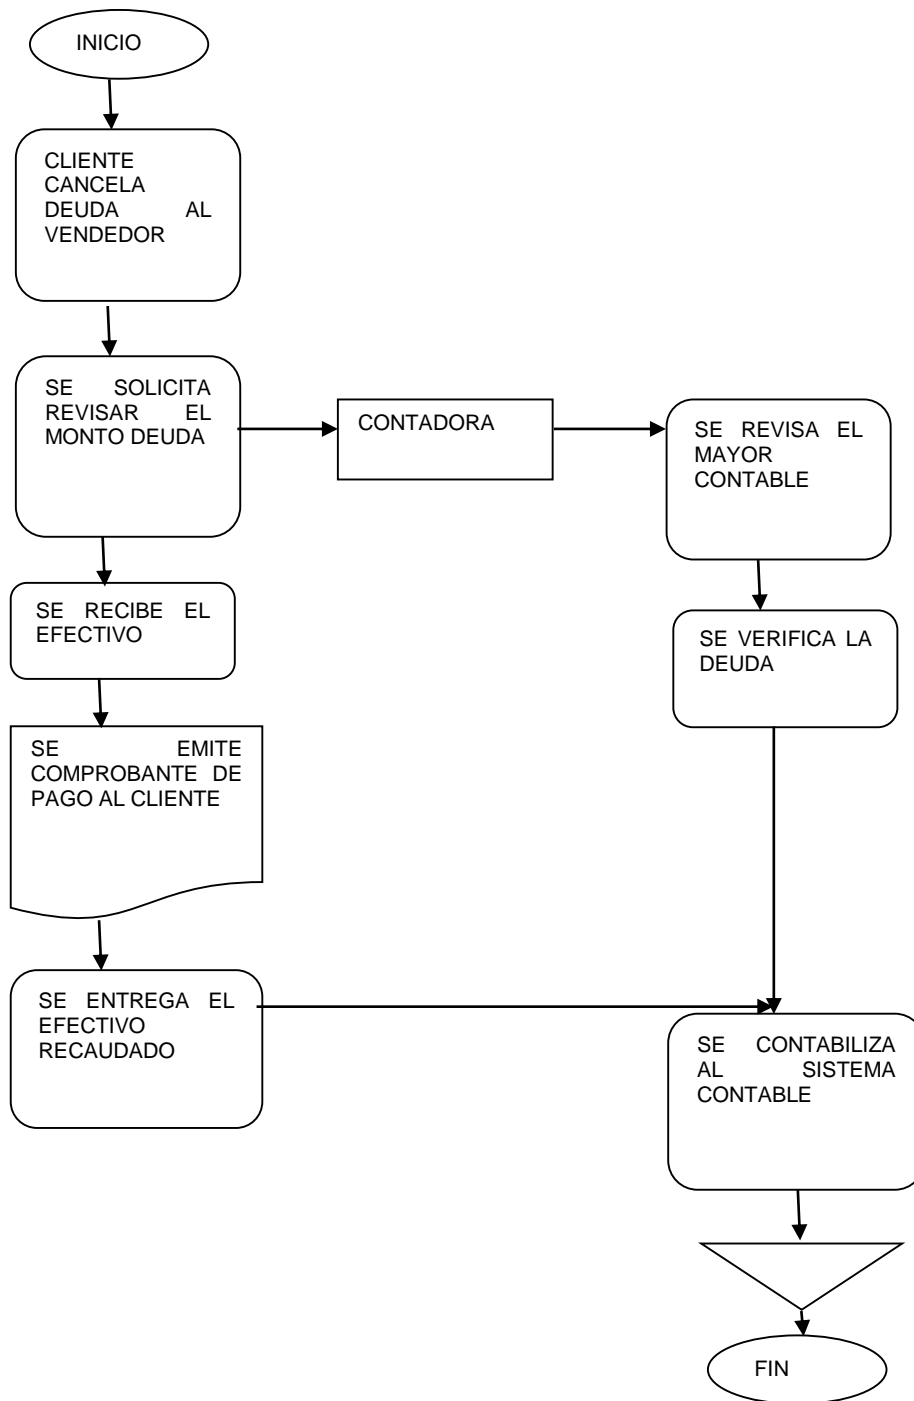 INICIO
CLIENTE
CANCELA
DEUDA AL
VENDEDOR
SE SOLICITA
REVISAR EL
MONTO DEUDA
CONTADORA
SE REVISA EL
MAYOR
CONTABLE
SE RECIBE EL
EFECTIVO
SE VERIFICA LA
DEUDA
SE EMITE
COMPROBANTE DE
PAGO AL CLIENTE
SE ENTREGA EL
EFECTIVO
RECAUDADO
SE CONTABILIZA
AL SISTEMA
CONTABLE
FIN